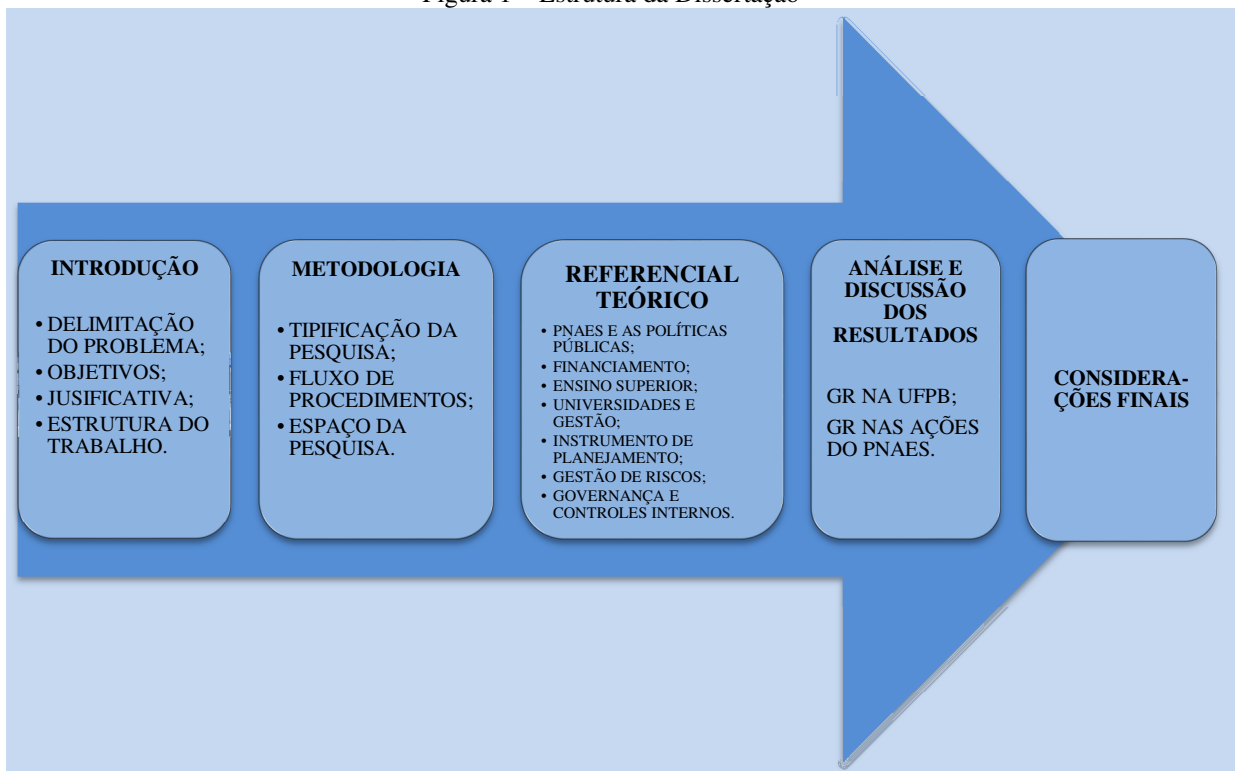 Figura 1 – Estrutura da Dissertação
INTRODUÇÃO
• DELIMITAÇÃO
DO PROBLEMA;
• OBJETIVOS;
• JUSIFICATIVA;
• ESTRUTURA DO
TRABALHO.
METODOLOGIA
• TIPIFICAÇÃO DA
PESQUISA;
• FLUXO DE
PROCEDIMENTOS;
• ESPAÇO DA
PESQUISA.
REFERENCIAL
TEÓRICO
• PNAES E AS POLÍTICAS
PÚBLICAS;
• FINANCIAMENTO;
• ENSINO SUPERIOR;
• UNIVERSIDADES E
GESTÃO;
• INSTRUMENTO DE
PLANEJAMENTO;
• GESTÃO DE RISCOS;
• GOVERNANÇA E
CONTROLES INTERNOS.
ANÁLISE E
DISCUSSÃO
DOS
RESULTADOS
GR NA UFPB;
GR NAS AÇÕES
DO PNAES.
CONSIDERA-
ÇÕES FINAIS